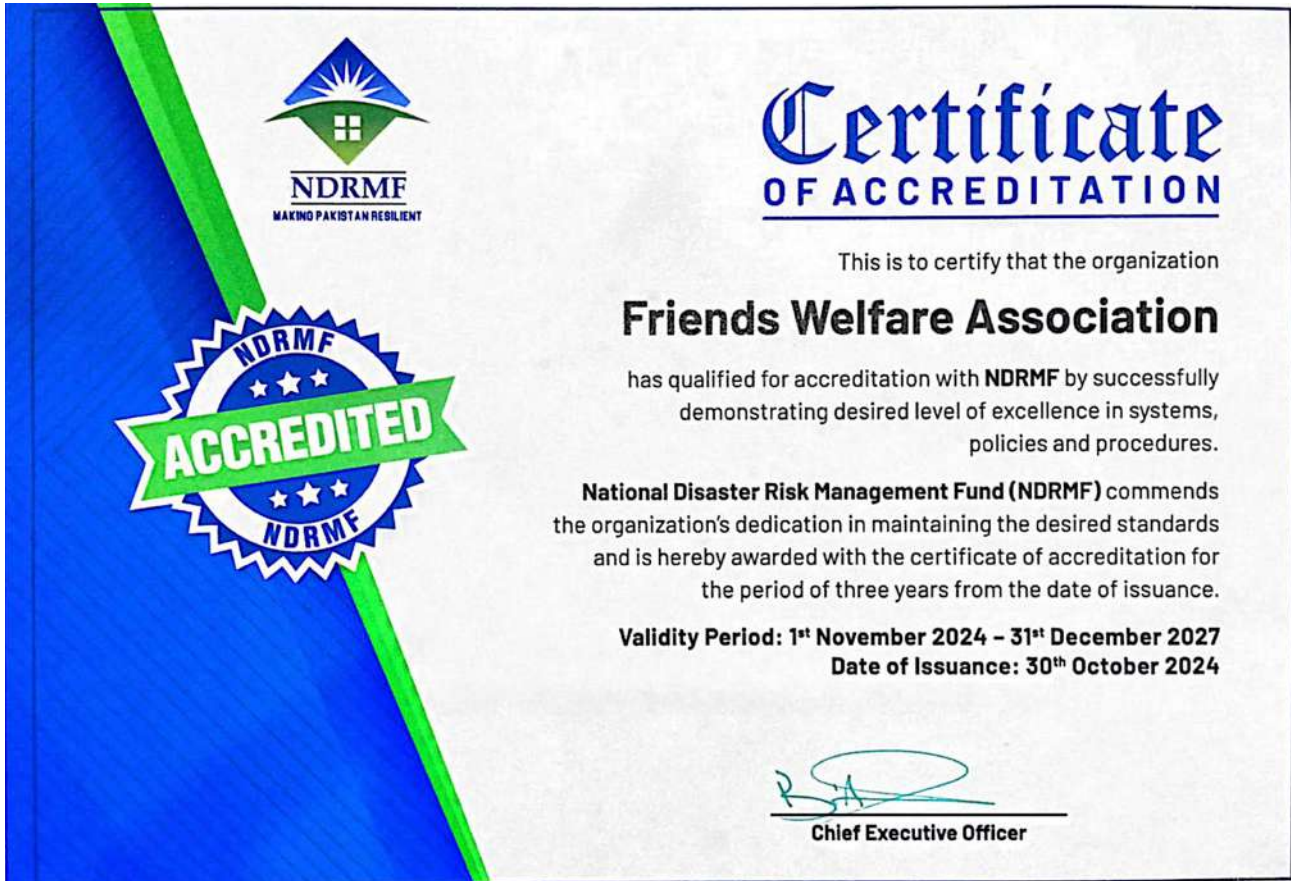 NDRMF
MAKING PAKISTAN RESILIENT
Certificate
OF ACCREDITATION
This is to certify that the organization
Friends Welfare Association
has qualified for accreditation with NDRMF by successfully
demonstrating desired level of excellence in systems,
policies and procedures.
National Disaster Risk Management Fund (NDRMF) commends
the organization's dedication in maintaining the desired standards
and is hereby awarded with the certificate of accreditation for
the period of three years from the date of issuance.
Validity Period: 1st November 2024 – 31st December 2027
Date of Issuance: 30th October 2024
NDRMF
ACCREDITED
NDRMF
Chief Executive Officer